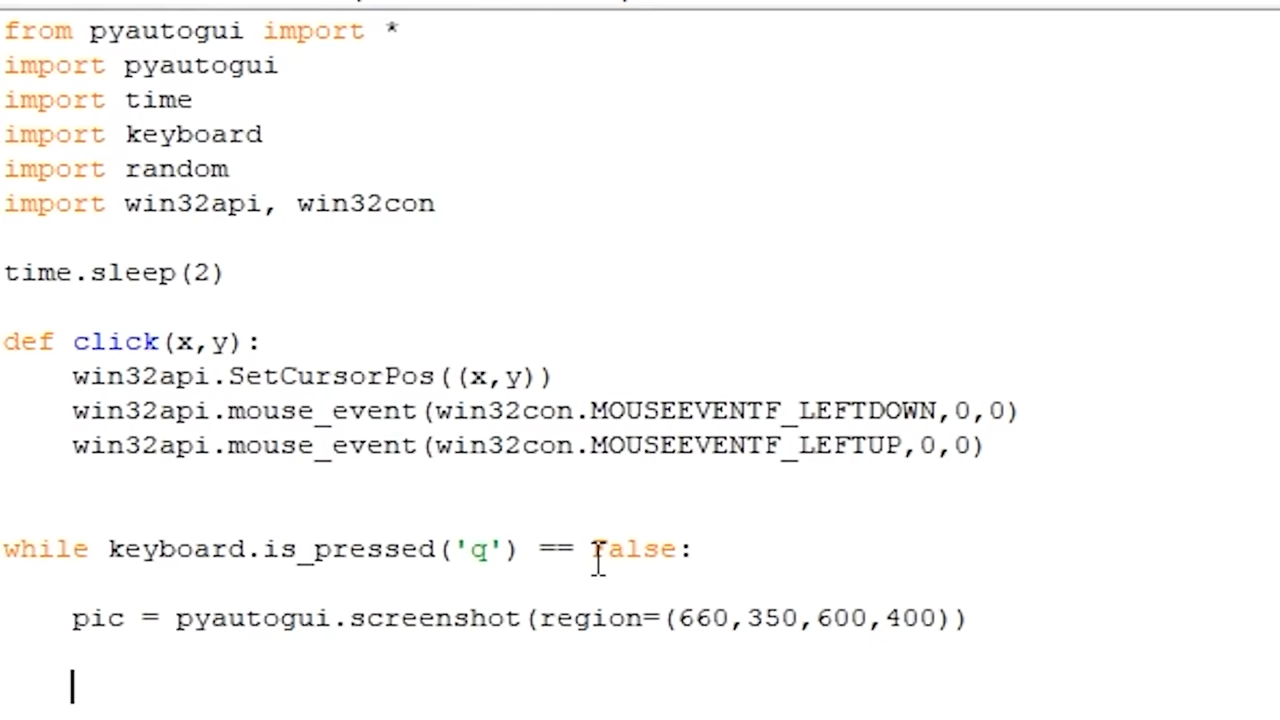 from pyautogui import *
import pyautogui
import time
import keyboard
import random
import win32api, win32con
time.sleep(2)
def click(x,y):
    win32api.SetCursorPos((x,y))
    win32api.mouse_event(win32con.MOUSEEVENTF_LEFTDOWN,0,0)
    win32api.mouse_event(win32con.MOUSEEVENTF_LEFTUP,0,0)
while keyboard.is_pressed('q') == False:
    pic = pyautogui.screenshot(region=(660,350,600,400))